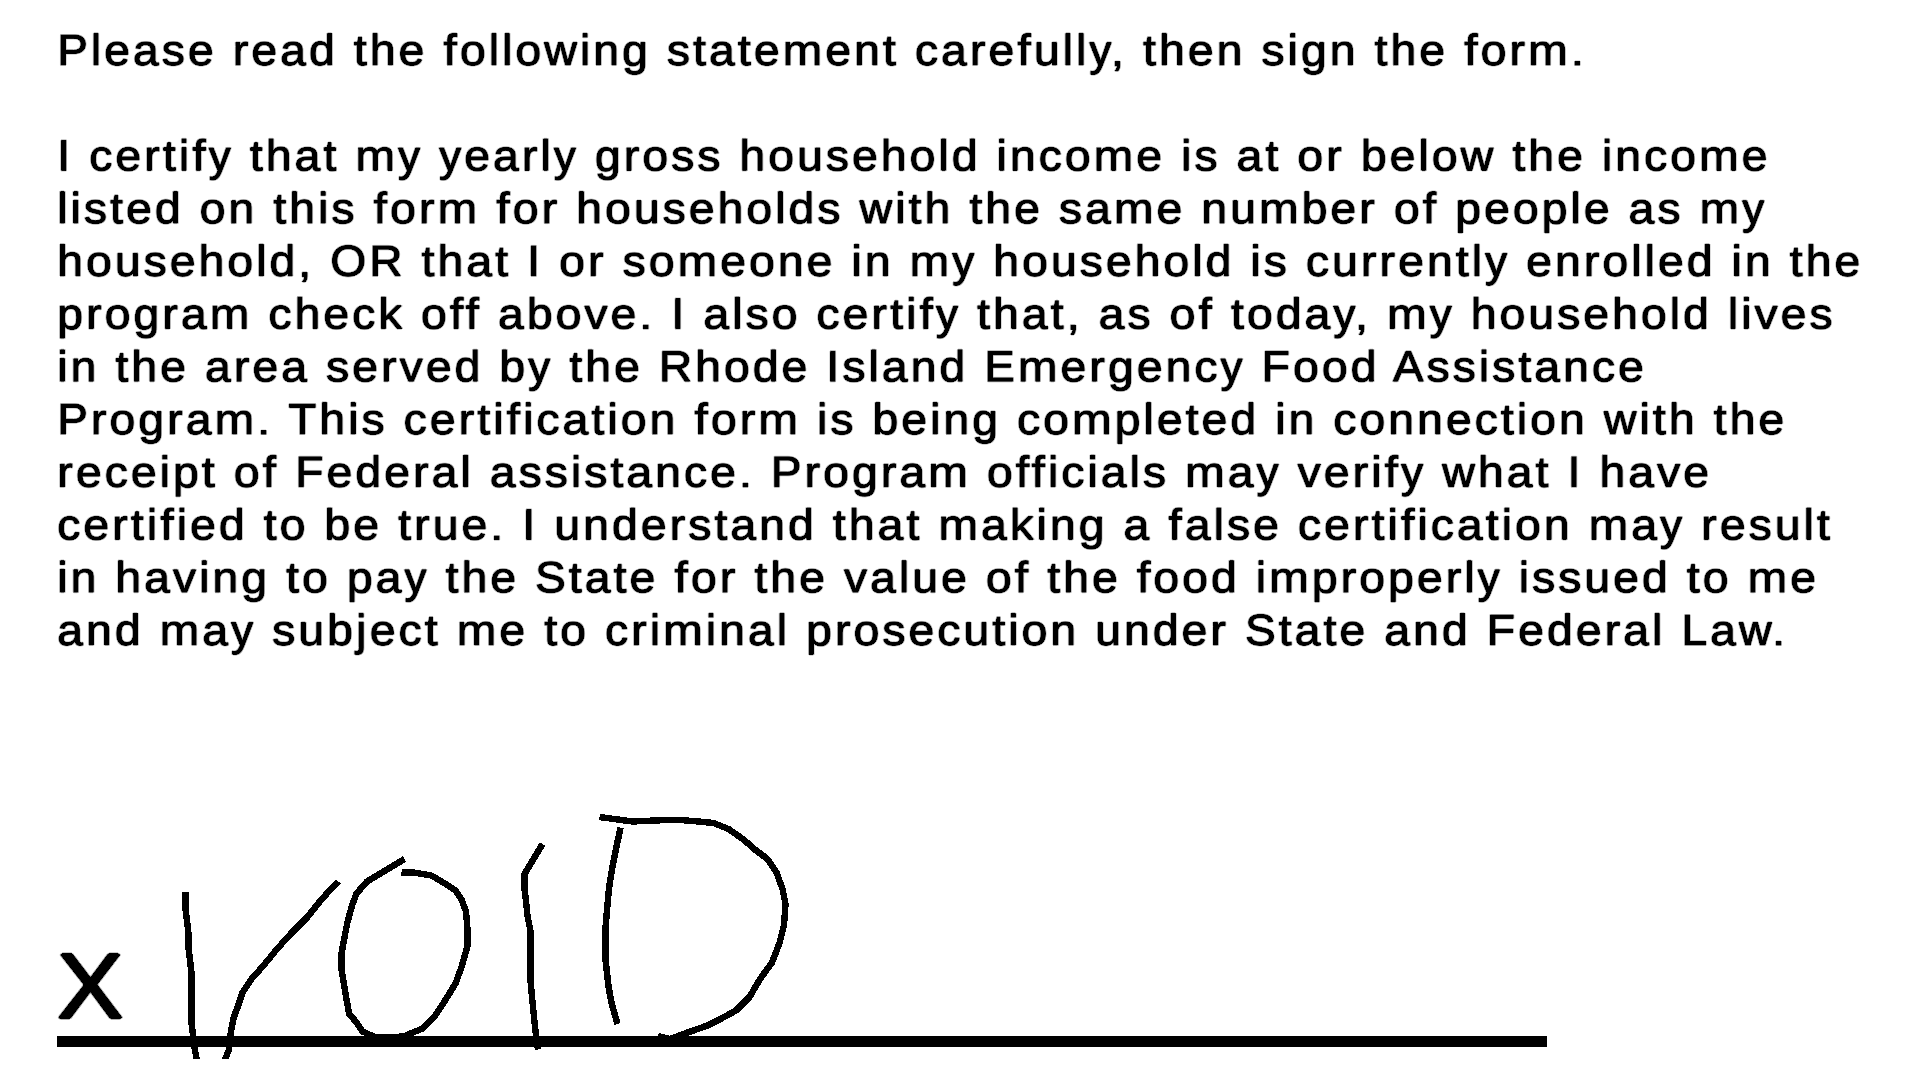 Please read the following statement carefully, then sign the form.
I certify that my yearly gross household income is at or below the income
listed on this form for households with the same number of people as my
household, OR that I or someone in my household is currently enrolled in the
program check off above. I also certify that, as of today, my household lives
in the area served by the Rhode Island Emergency Food Assistance
Program. This certification form is being completed in connection with the
receipt of Federal assistance. Program officials may verify what I have
certified to be true. I understand that making a false certification may result
in having to pay the State for the value of the food improperly issued to me
and may subject me to criminal prosecution under State and Federal Law.
X VOID